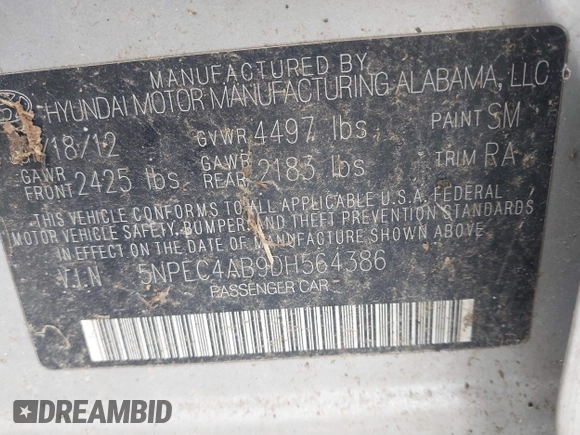 MANUFACTURED BY
HYUNDAI MOTOR MANUFACTURING ALABAMA, LLC
/18/12 GVWR 4497 lbs PAINT SM
GAWR FRONT 2425 lbs GAWR REAR 2183 lbs TRIM RA
THIS VEHICLE CONFORMS TO ALL APPLICABLE U.S.A. FEDERAL
MOTOR VEHICLE SAFETY, BUMPER, AND THEFT PREVENTION STANDARDS
IN EFFECT ON THE DATE OF MANUFACTURE SHOWN ABOVE.
V.I.N 5NPEC4AB9DH564386
PASSENGER CAR
DREAMBID